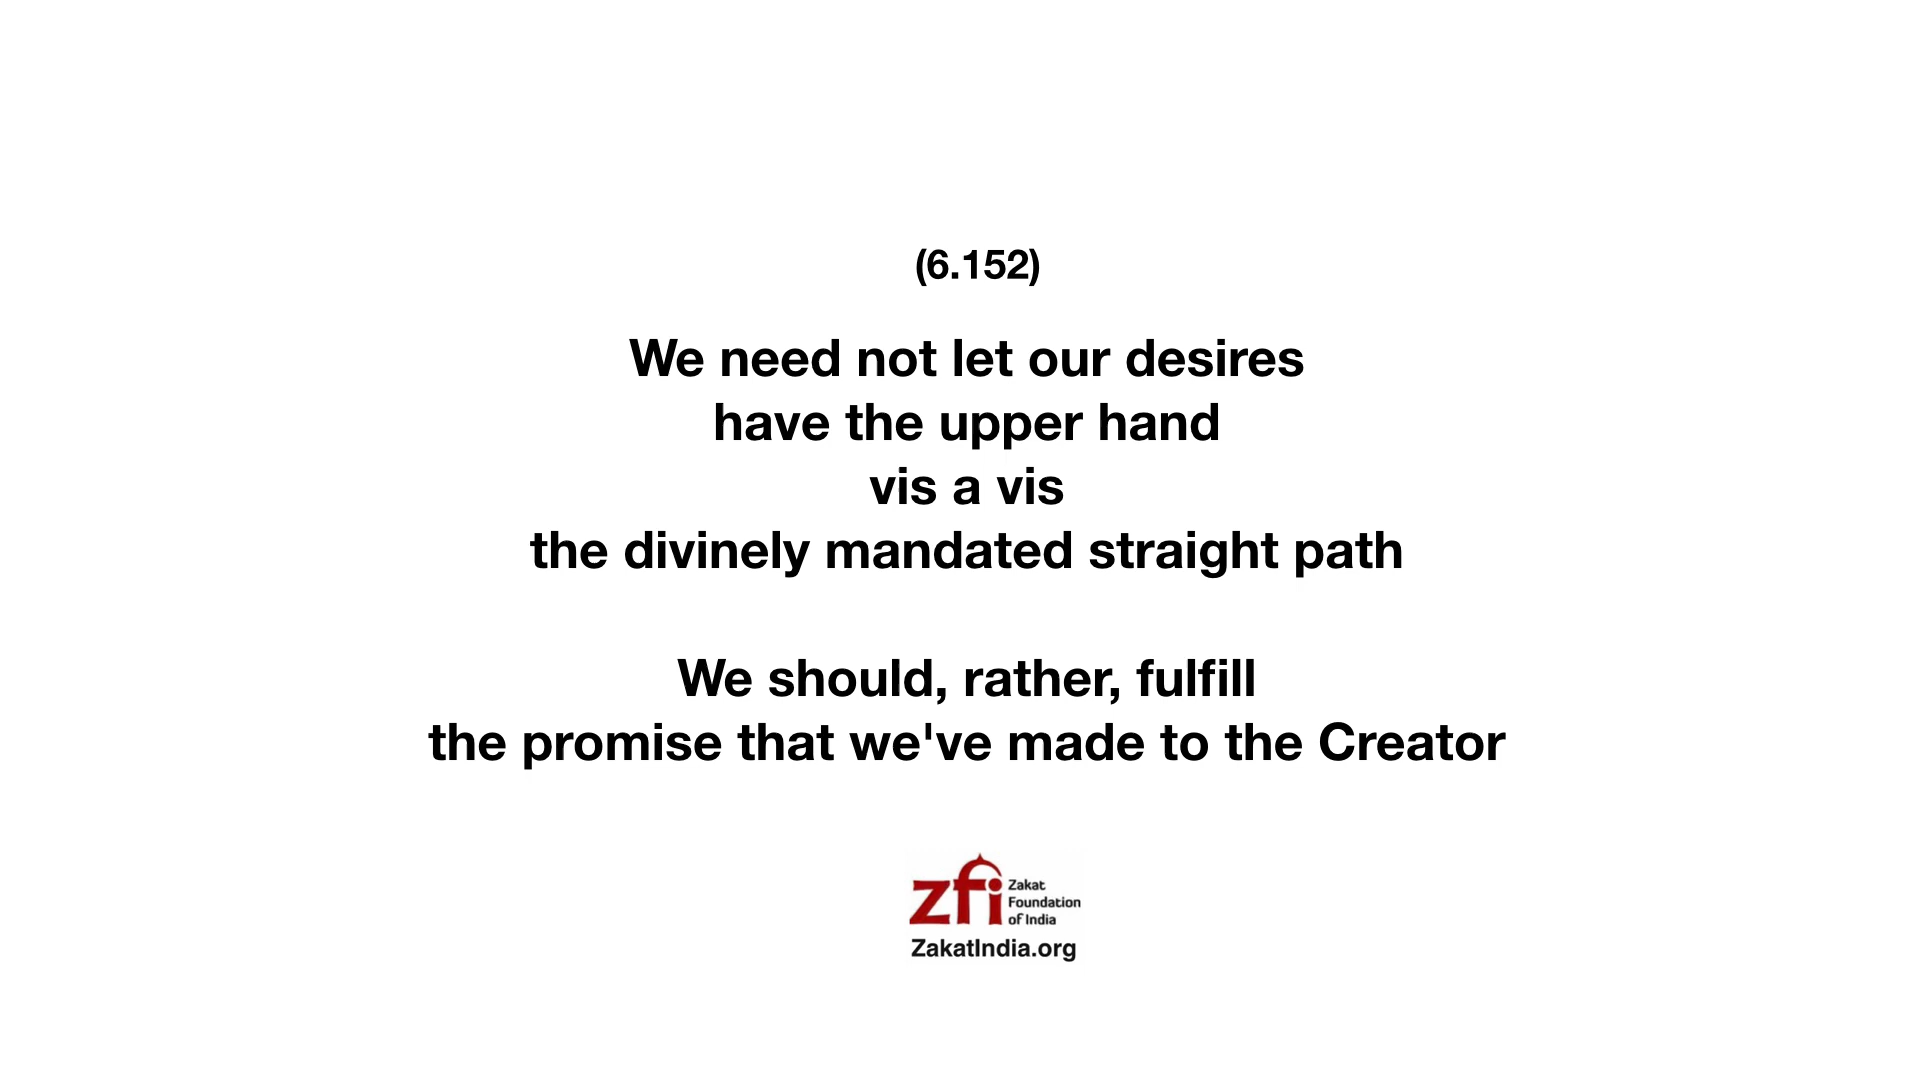 (6.152)
We need not let our desires
have the upper hand
vis a vis
the divinely mandated straight path
We should, rather, fulfill
the promise that we've made to the Creator
zfi Zakat
Foundation
of India
ZakatIndia.org